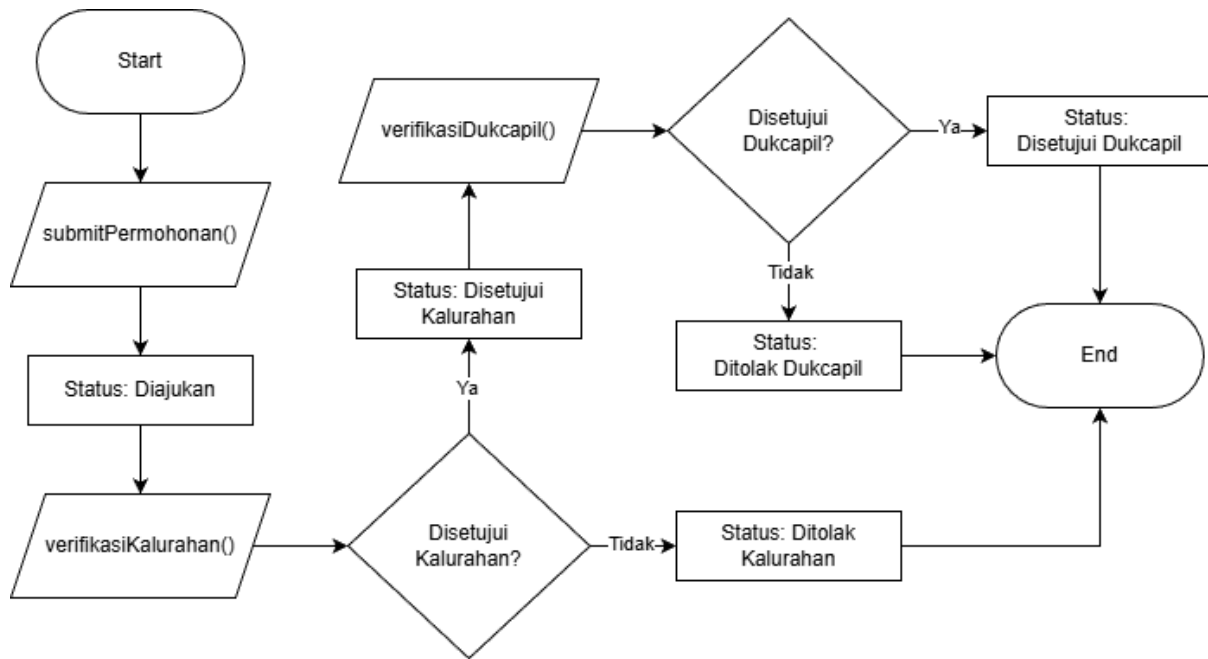 Start
submitPermohonan()
Status: Diajukan
verifikasiKalurahan()
Disetujui
Kalurahan?
Ya
Status: Disetujui
Kalurahan
verifikasiDukcapil()
Disetujui
Dukcapil?
Ya
Status:
Disetujui Dukcapil
Tidak
Status:
Ditolak Dukcapil
Tidak
Status: Ditolak
Kalurahan
End